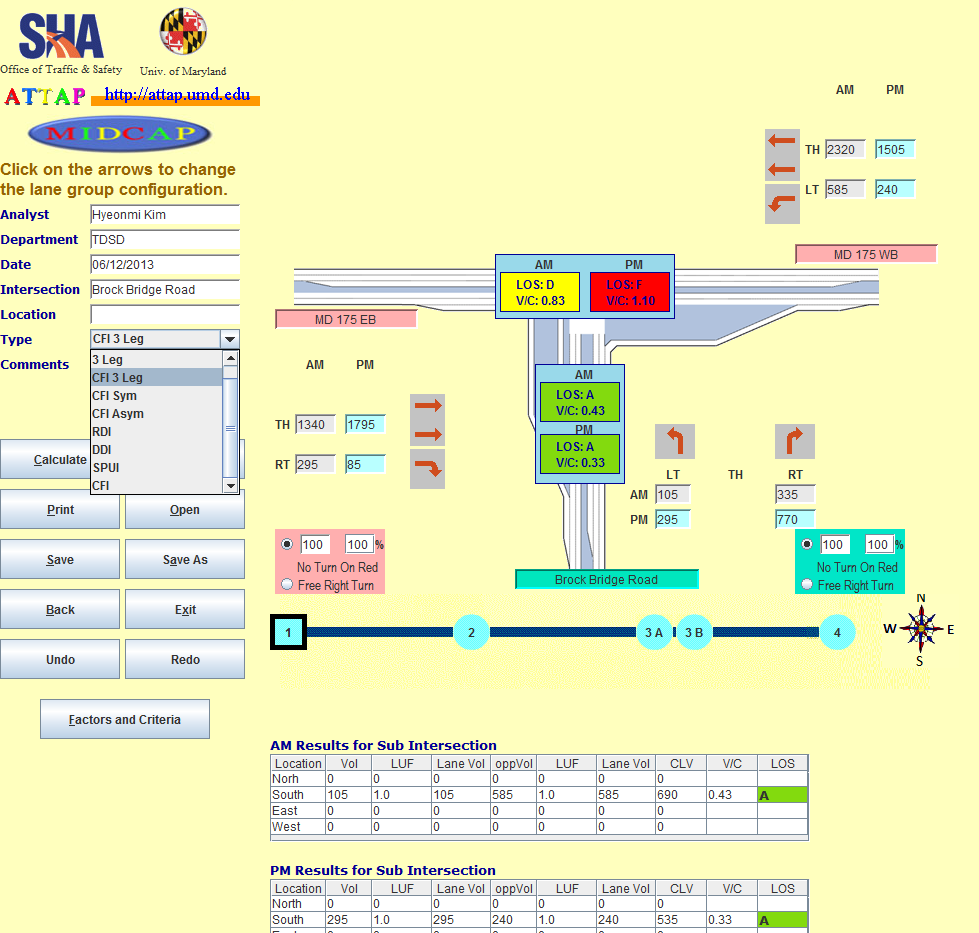 SHA
Office of Traffic & Safety
Univ. of Maryland
ATTAP
http://attap.umd.edu
MIDCAP
Click on the arrows to change
the lane group configuration.
Analyst Hyeonmi Kim
Department TDSD
Date 06/12/2013
Intersection Brock Bridge Road
Location
Type CFI 3 Leg
Comments
3 Leg
CFI 3 Leg
CFI Sym
CFI Asym
RDI
DDI
SPUI
CFI
Calculate
Print Open
Save Save As
Back Exit
Undo Redo
Factors and Criteria
AM PM
TH 2320 1505
LT 585 240
MD 175 WB
AM PM
LOS: D LOS: F
V/C: 0.83 V/C: 1.10
MD 175 EB
AM PM
TH 1340 1795
RT 295 85
AM
LOS: A
V/C: 0.43
PM
LOS: A
V/C: 0.33
LT TH RT
AM 105 335
PM 295 770
100 100 %
No Turn On Red
Free Right Turn
Brock Bridge Road
100 100 %
No Turn On Red
Free Right Turn
1 2 3 A 3 B 4
N
W E
S
AM Results for Sub Intersection
Location Vol LUF Lane Vol oppVol LUF Lane Vol CLV V/C LOS
Norh 0 0 0 0 0 0 0
South 105 1.0 105 585 1.0 585 690 0.43 A
East 0 0 0 0 0 0 0
West 0 0 0 0 0 0 0
PM Results for Sub Intersection
Location Vol LUF Lane Vol oppVol LUF Lane Vol CLV V/C LOS
North 0 0 0 0 0 0 0
South 295 1.0 295 240 1.0 240 535 0.33 A